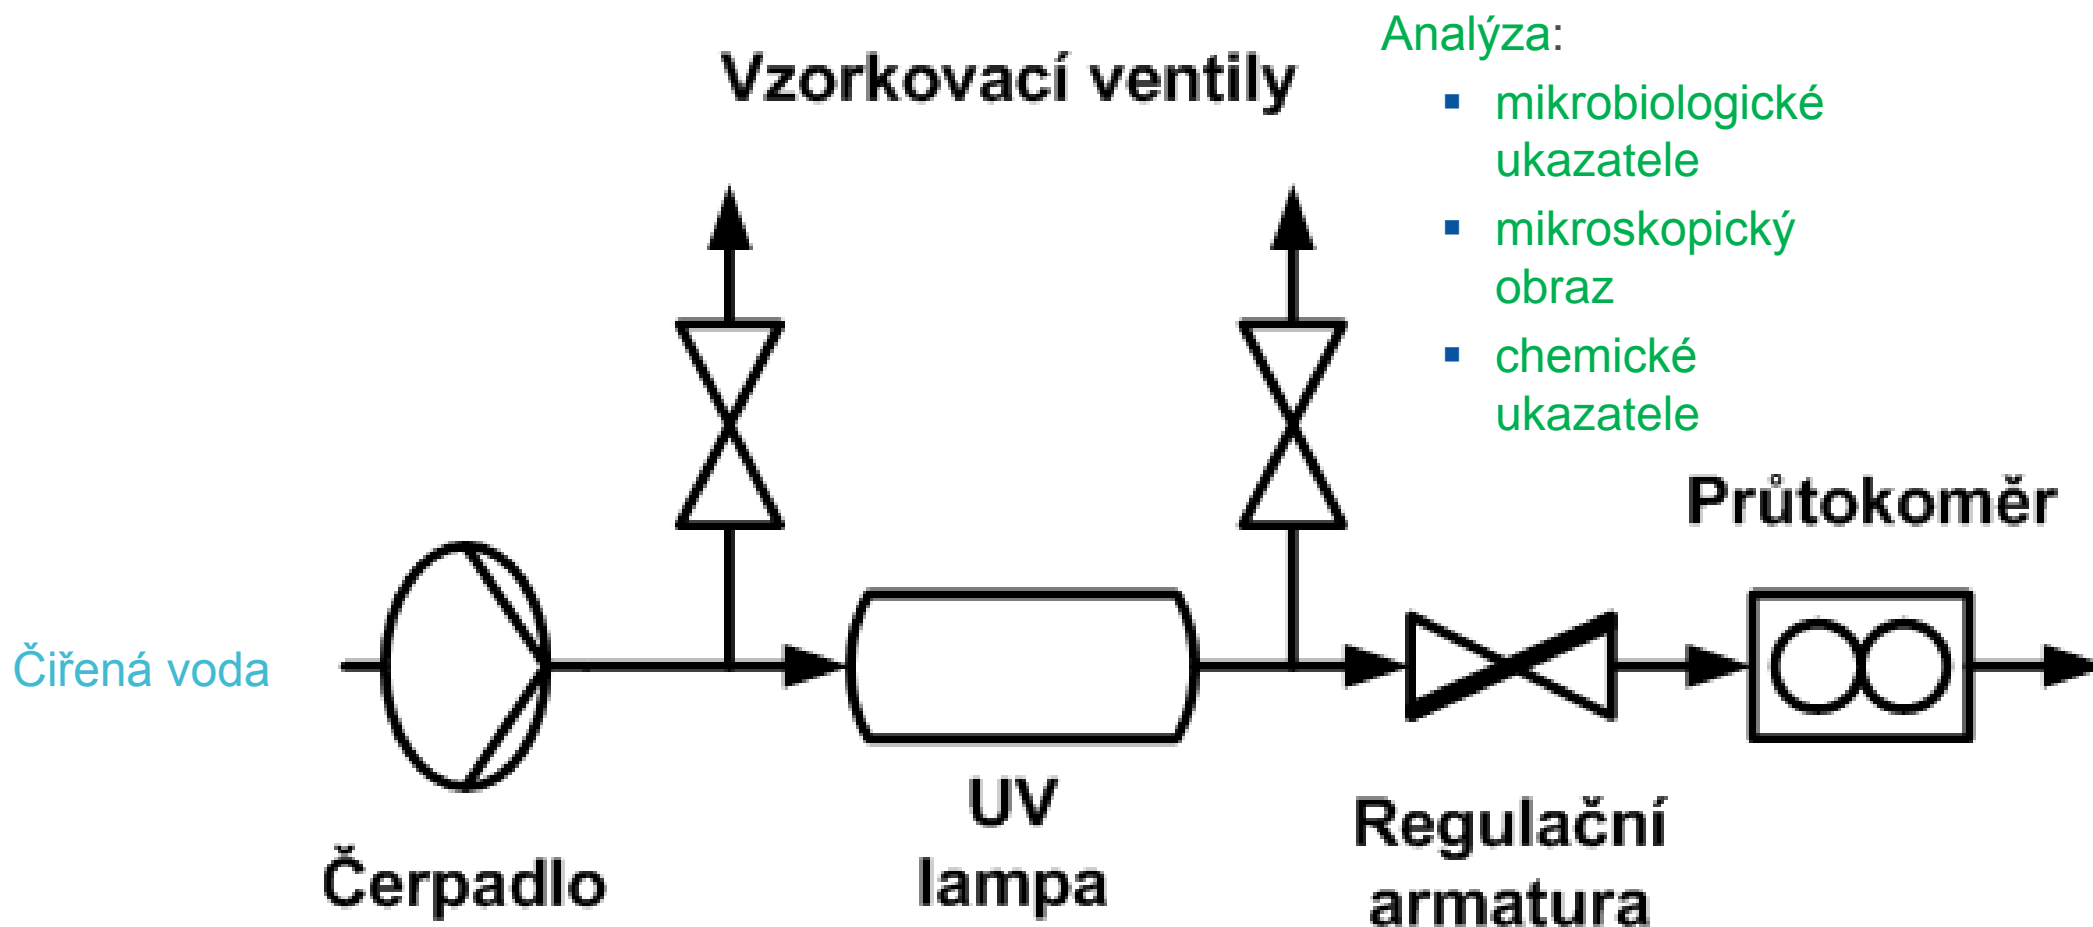 Vzorkovací ventily
Analýza:
▪ mikrobiologické
ukazatele
▪ mikroskopický
obraz
▪ chemické
ukazatele
Průtokoměr
Čiřená voda
UV
lampa
Čerpadlo
Regulační
armatura